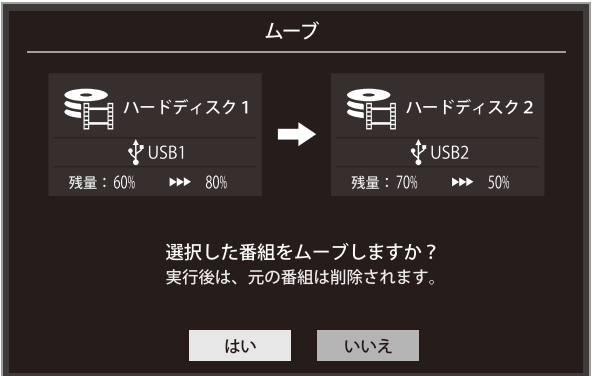 ムーブ
ハードディスク1
USB1
残量：60% ▶▶▶ 80%
ハードディスク2
USB2
残量：70% ▶▶▶ 50%
選択した番組をムーブしますか？
実行後は、元の番組は削除されます。
はい
いいえ